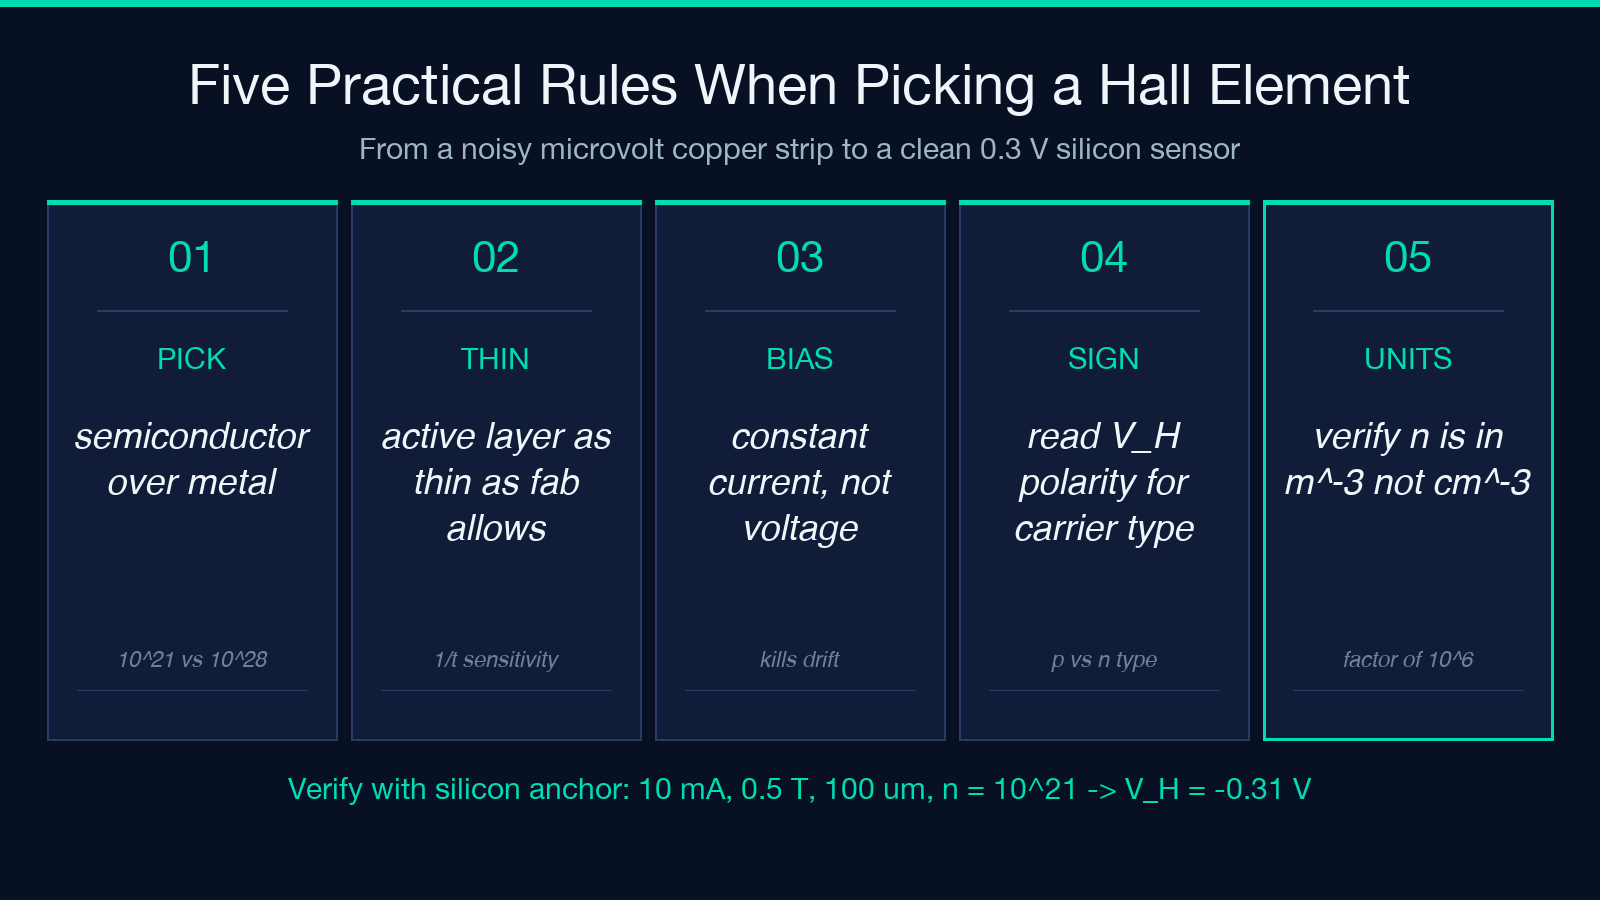 Five Practical Rules When Picking a Hall Element
From a noisy microvolt copper strip to a clean 0.3 V silicon sensor
01
PICK
semiconductor
over metal
10^21 vs 10^28
02
THIN
active layer as
thin as fab
allows
1/t sensitivity
03
BIAS
constant
current, not
voltage
kills drift
04
SIGN
read V_H
polarity for
carrier type
p vs n type
05
UNITS
verify n is in
m^-3 not cm^-3
factor of 10^6
Verify with silicon anchor: 10 mA, 0.5 T, 100 um, n = 10^21 -> V_H = -0.31 V